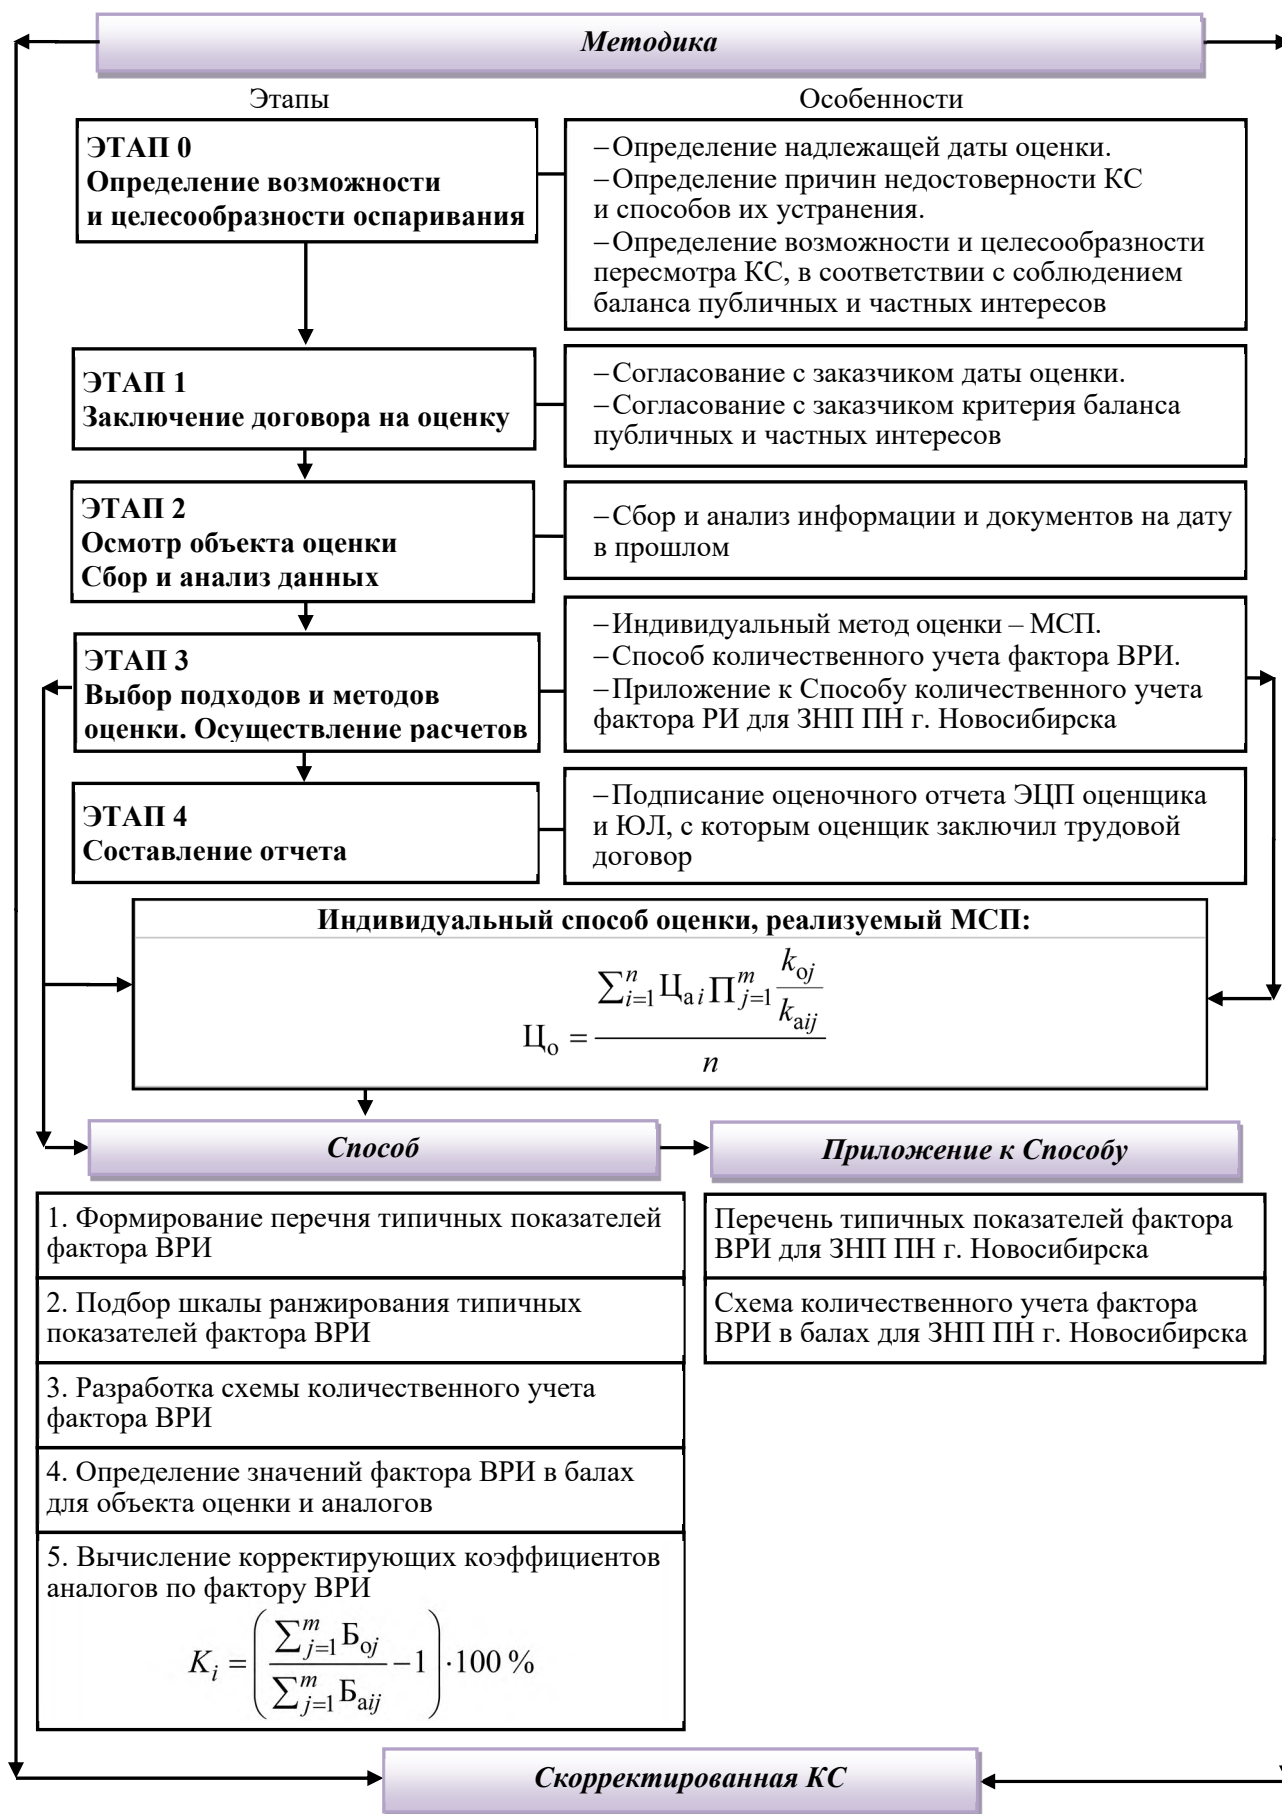 Методика
Этапы
Особенности
ЭТАП 0
Определение возможности
и целесообразности оспаривания
–Определение надлежащей даты оценки.
–Определение причин недостоверности КС
и способов их устранения.
–Определение возможности и целесообразности
пересмотра КС, в соответствии с соблюдением
баланса публичных и частных интересов
ЭТАП 1
Заключение договора на оценку
–Согласование с заказчиком даты оценки.
–Согласование с заказчиком критерия баланса
публичных и частных интересов
ЭТАП 2
Осмотр объекта оценки
Сбор и анализ данных
–Сбор и анализ информации и документов на дату
в прошлом
ЭТАП 3
Выбор подходов и методов
оценки. Осуществление расчетов
–Индивидуальный метод оценки – МСП.
–Способ количественного учета фактора ВРИ.
–Приложение к Способу количественного учета
фактора РИ для ЗНП ПН г. Новосибирска
ЭТАП 4
Составление отчета
–Подписание оценочного отчета ЭЦП оценщика
и ЮЛ, с которым оценщик заключил трудовой
договор
Индивидуальный способ оценки, реализуемый МСП:
Ц_о = (∑_{i=1}^{n} Ц_{а i} П_{j=1}^{m} k_{оj}/k_{аij}) / n
Способ
1. Формирование перечня типичных показателей
фактора ВРИ
2. Подбор шкалы ранжирования типичных
показателей фактора ВРИ
3. Разработка схемы количественного учета
фактора ВРИ
4. Определение значений фактора ВРИ в балах
для объекта оценки и аналогов
5. Вычисление корректирующих коэффициентов
аналогов по фактору ВРИ
K_i = (∑_{j=1}^{m} Б_{оj} / ∑_{j=1}^{m} Б_{аij} – 1) · 100 %
Приложение к Способу
Перечень типичных показателей фактора
ВРИ для ЗНП ПН г. Новосибирска
Схема количественного учета фактора
ВРИ в балах для ЗНП ПН г. Новосибирска
Скорректированная КС